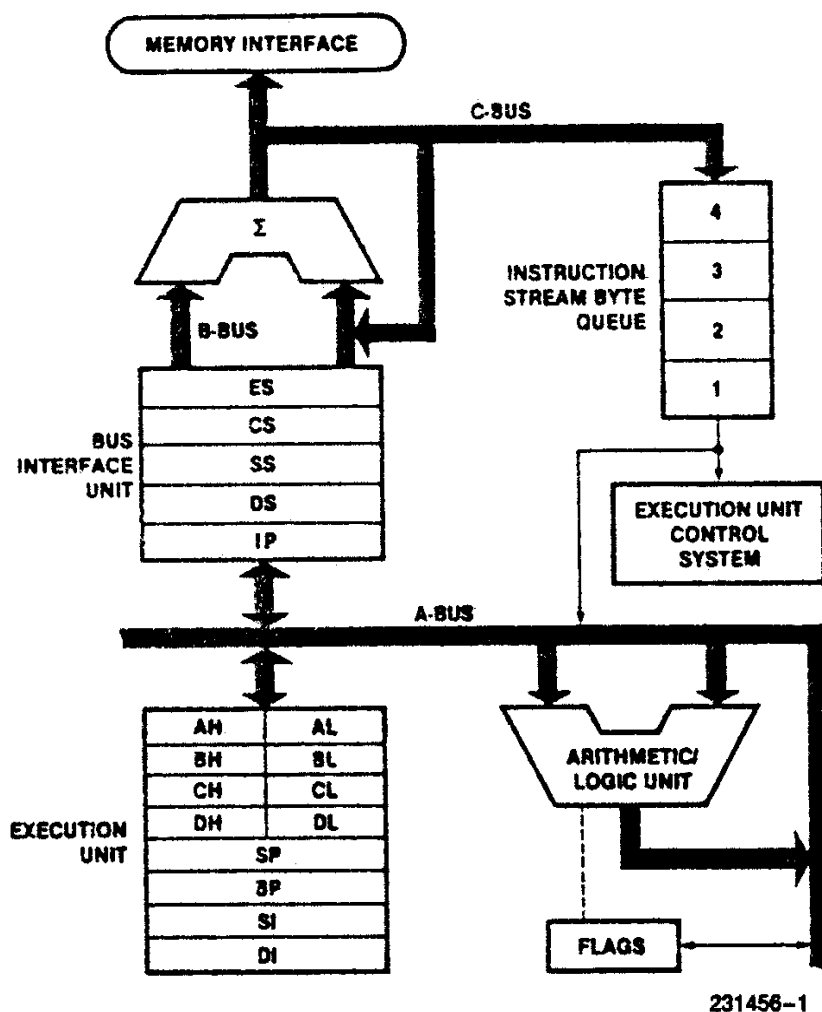 MEMORY INTERFACE
C-BUS
Σ
B-BUS
INSTRUCTION
STREAM BYTE
QUEUE
4
3
2
1
BUS
INTERFACE
UNIT
ES
CS
SS
DS
IP
EXECUTION UNIT
CONTROL
SYSTEM
A-BUS
EXECUTION
UNIT
AH AL
BH BL
CH CL
DH DL
SP
BP
SI
DI
ARITHMETIC/
LOGIC UNIT
FLAGS
231456-1